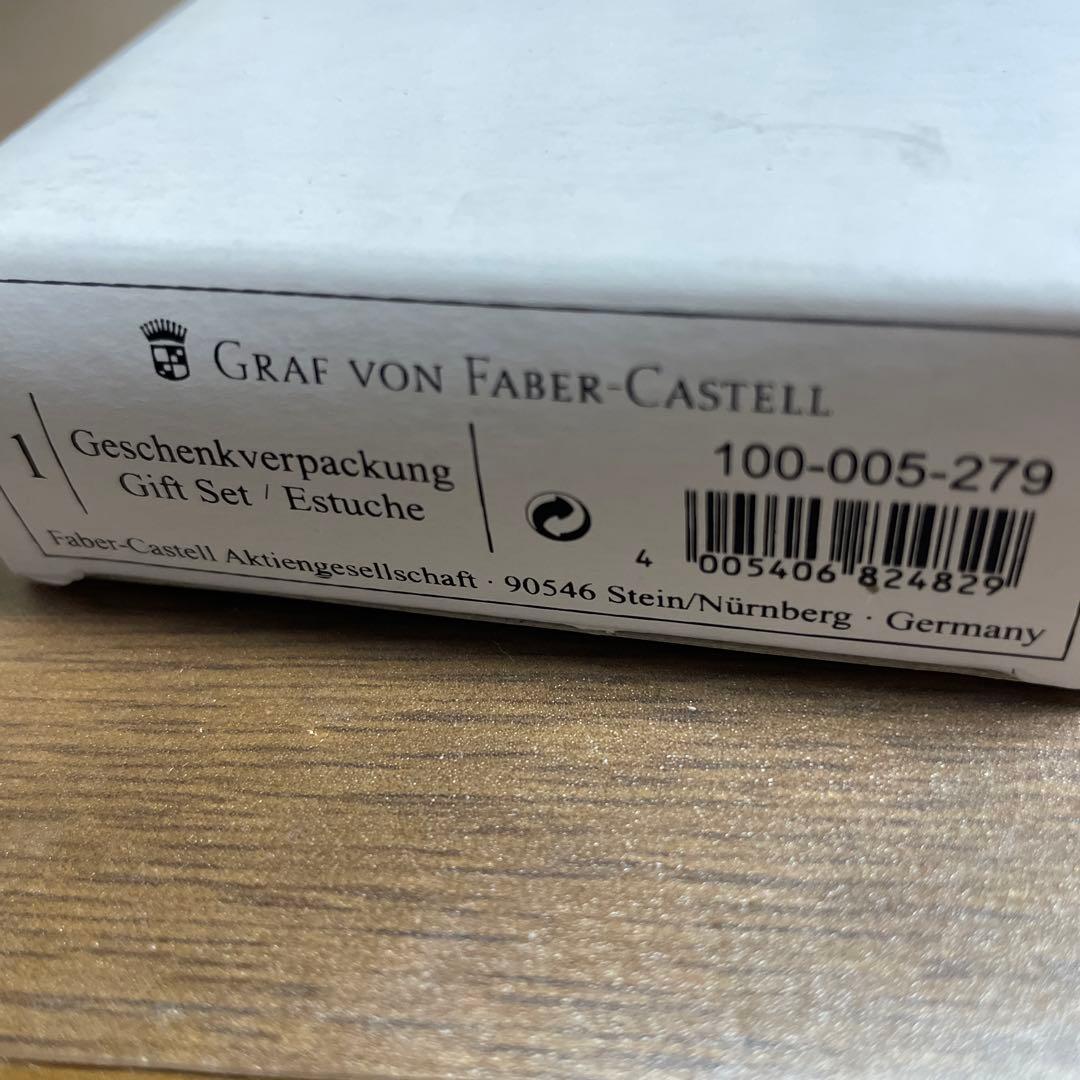 GRAF VON FABER-CASTELL
1
Geschenkverpackung
Gift Set / Estuche
100-005-279
4 005406 824829
Faber-Castell Aktiengesellschaft · 90546 Stein/Nürnberg · Germany